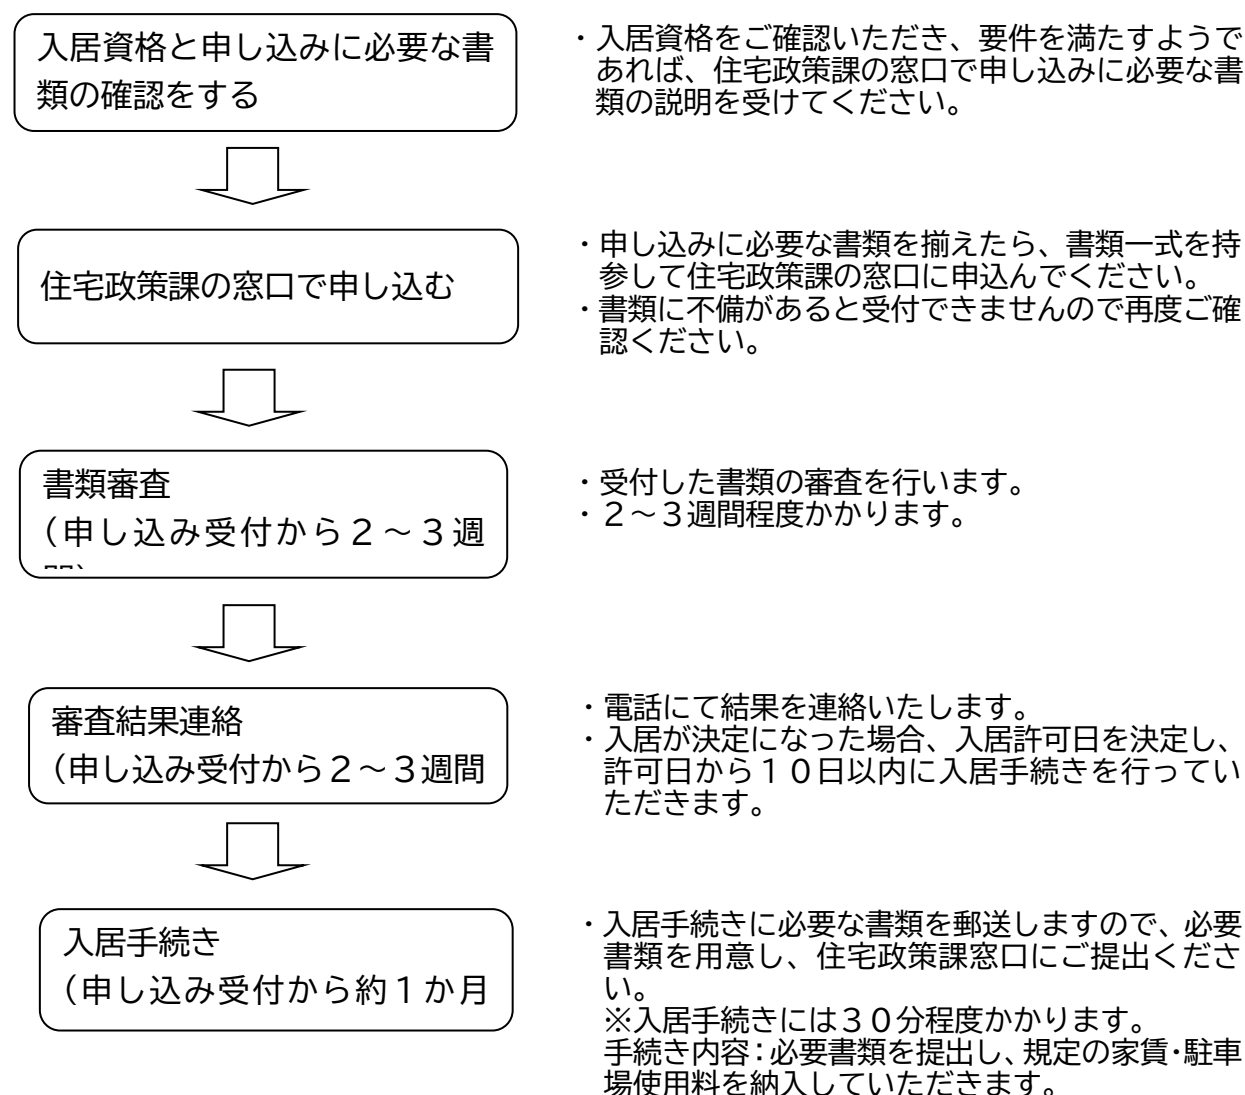 入居資格と申し込みに必要な書
類の確認をする
・入居資格をご確認いただき、要件を満たすようで
あれば、住宅政策課の窓口で申し込みに必要な書
類の説明を受けてください。
住宅政策課の窓口で申し込む
・申し込みに必要な書類を揃えたら、書類一式を持
参して住宅政策課の窓口に申込んでください。
・書類に不備があると受付できませんので再度ご確
認ください。
書類審査
（申し込み受付から２～３週
・受付した書類の審査を行います。
・２～３週間程度かかります。
審査結果連絡
（申し込み受付から２～３週間
・電話にて結果を連絡いたします。
・入居が決定になった場合、入居許可日を決定し、
許可日から１０日以内に入居手続きを行ってい
ただきます。
入居手続き
（申し込み受付から約１か月
・入居手続きに必要な書類を郵送しますので、必要
書類を用意し、住宅政策課窓口にご提出くださ
い。
※入居手続きには３０分程度かかります。
手続き内容：必要書類を提出し、規定の家賃・駐車
場使用料を納入していただきます。